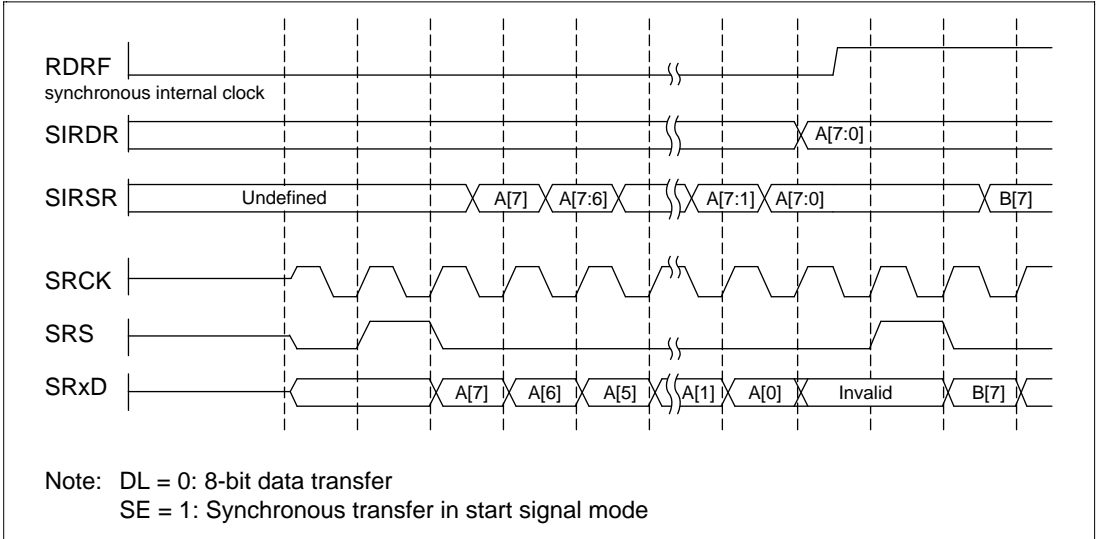 RDRF
synchronous internal clock
SIRDR A[7:0]
SIRSR Undefined A[7] A[7:6] A[7:1] A[7:0] B[7]
SRCK
SRS
SRxD A[7] A[6] A[5] A[1] A[0] Invalid B[7]
Note: DL = 0: 8-bit data transfer
SE = 1: Synchronous transfer in start signal mode